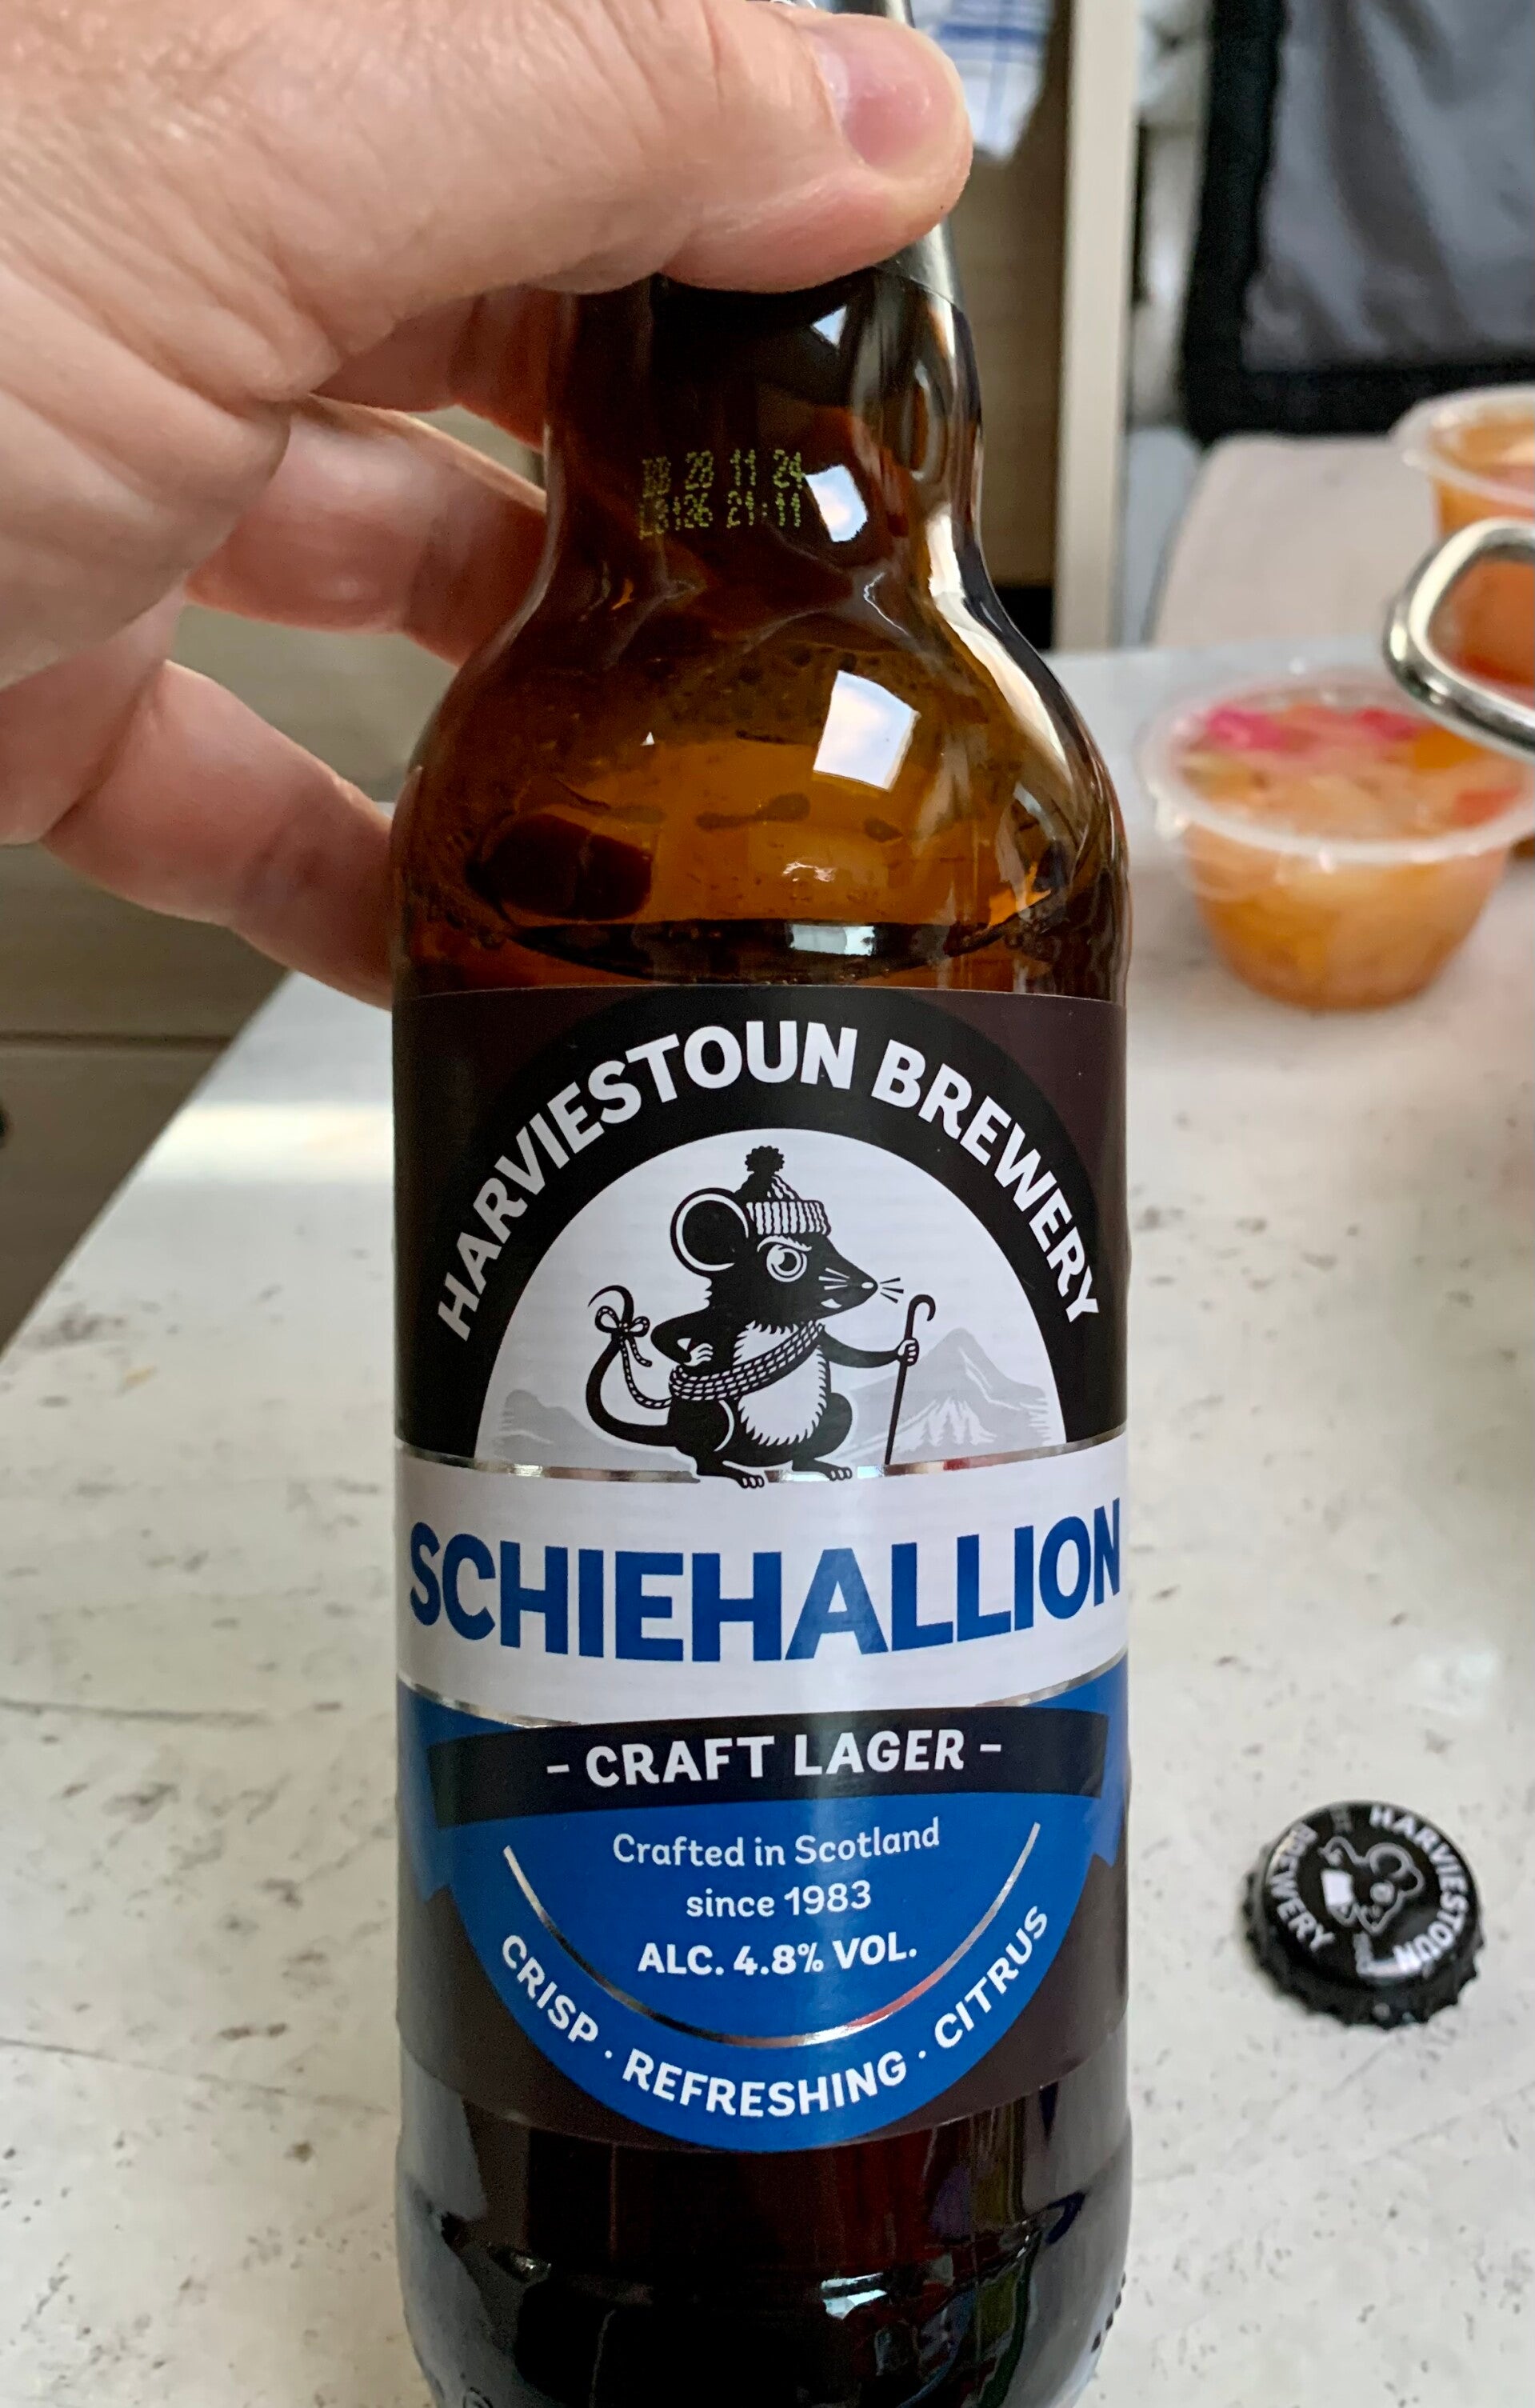 BB 28 11 24
L3126 21:11
HARVIESTOUN BREWERY
SCHIEHALLION
- CRAFT LAGER -
Crafted in Scotland
since 1983
ALC. 4.8% VOL.
CRISP . REFRESHING . CITRUS
HARVIESTOUN
BREWERY